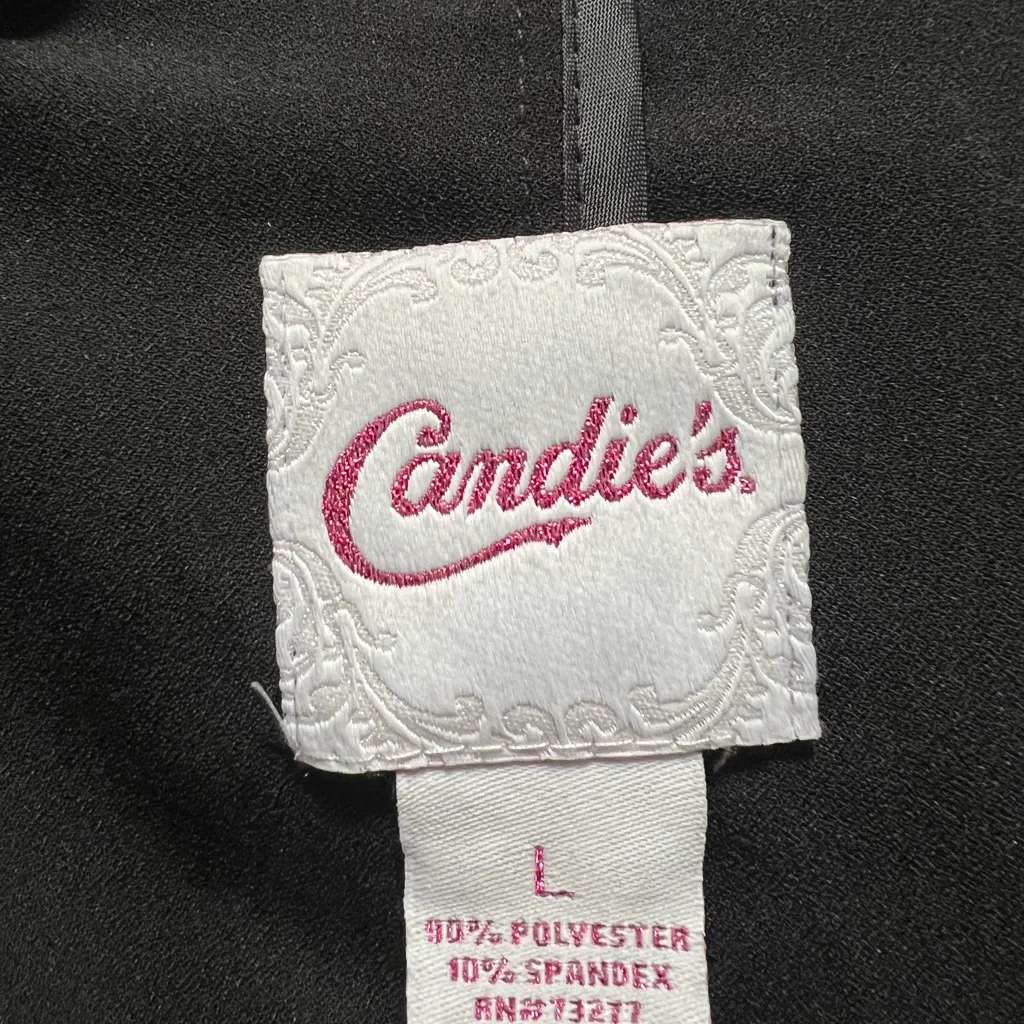 Candie's.
L
90% POLYESTER
10% SPANDEX
RN#73277